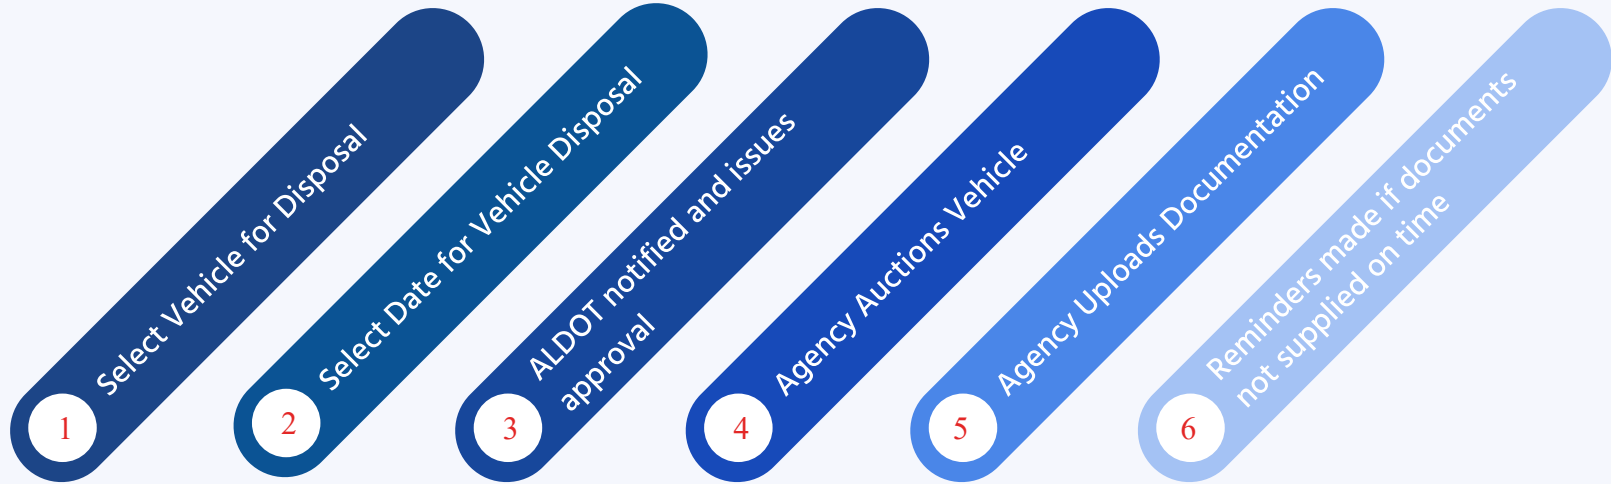 1
Select Vehicle for Disposal
2
Select Date for Vehicle Disposal
3
ALDOT notified and issues
approval
4
Agency Auctions Vehicle
5
Agency Uploads Documentation
6
Reminders made if documents
not supplied on time